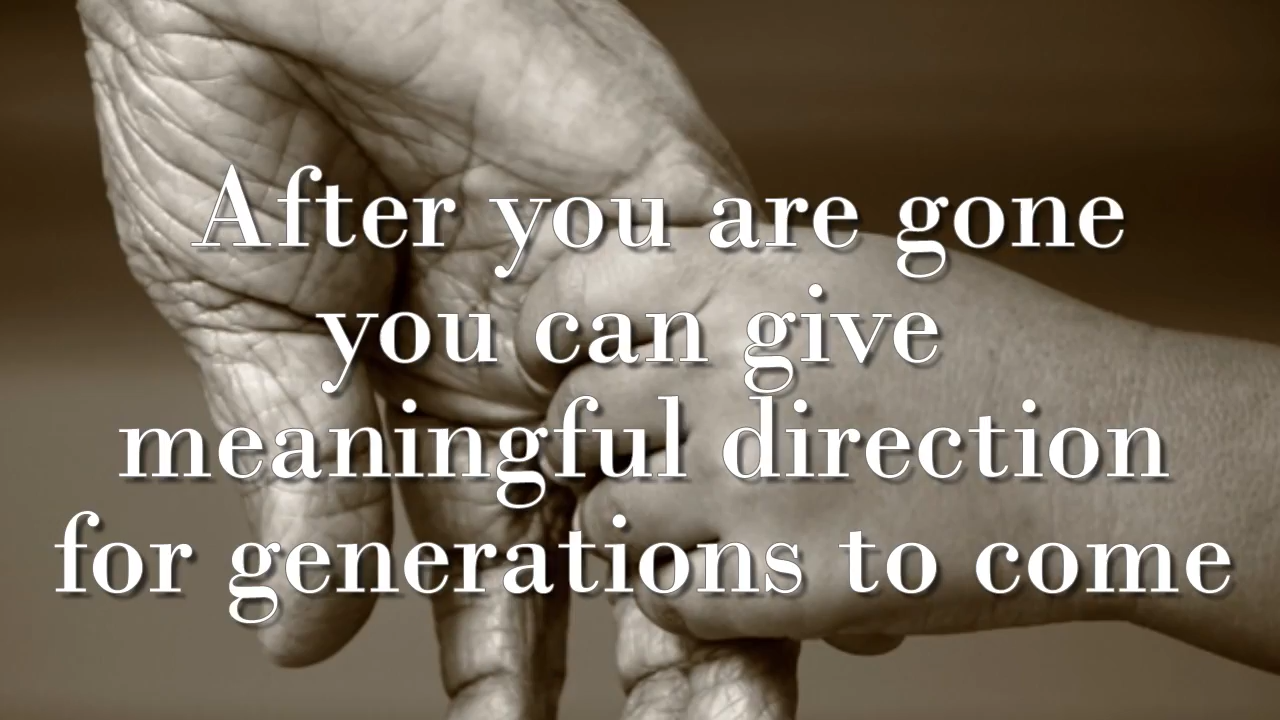 After you are gone
you can give
meaningful direction
for generations to come